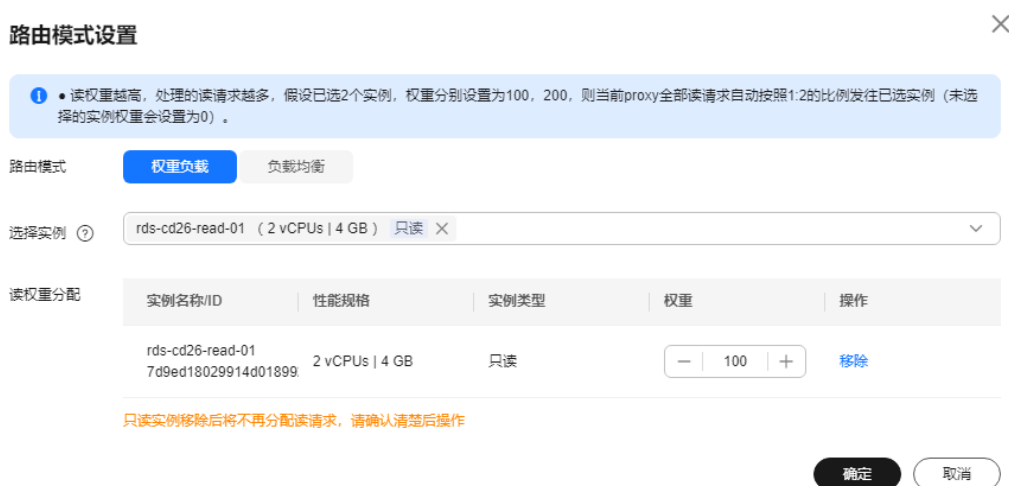 路由模式设置
● 读权重越高，处理的读请求越多，假设已选2个实例，权重分别设置为100，200，则当前proxy全部读请求自动按照1:2的比例发往已选实例（未选
择的实例权重会设置为0）。
路由模式 权重负载 负载均衡
选择实例 rds-cd26-read-01 （ 2 vCPUs | 4 GB ） 只读
读权重分配 实例名称/ID 性能规格 实例类型 权重 操作
rds-cd26-read-01
7d9ed18029914d01899 2 vCPUs | 4 GB 只读 100 移除
只读实例移除后将不再分配读请求，请确认清楚后操作
确定 取消